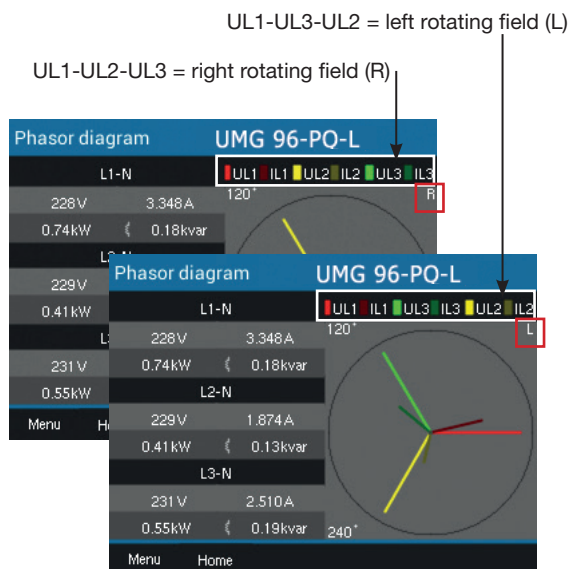 UL1-UL3-UL2 = left rotating field (L)
UL1-UL2-UL3 = right rotating field (R)
Phasor diagram UMG 96-PQ-L
L1-N UL1 IL1 UL2 IL2 UL3 IL3
120° R
228V 3.348A
0.74kW 0.18kvar
229V
0.41kW
231V
0.55kW
Menu
Phasor diagram UMG 96-PQ-L
L1-N UL1 IL1 UL3 IL3 UL2 IL2
120° L
228V 3.348A
0.74kW 0.18kvar
L2-N
229V 1.874A
0.41kW 0.13kvar
L3-N
231V 2.510A
0.55kW 0.19kvar
240°
Menu Home